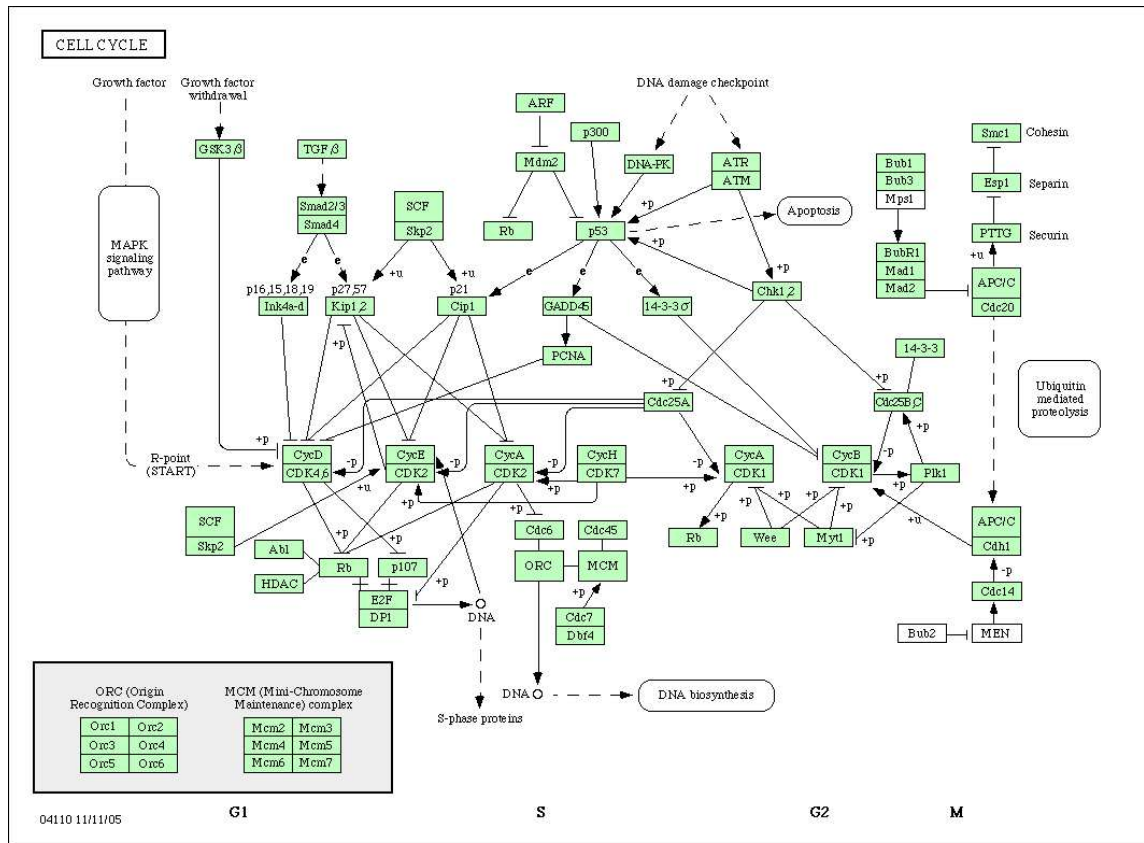 CELL CYCLE
Growth factor
Growth factor
withdrawal
DNA damage checkpoint
ARF
p300
Smc1
Cohesin
GSK3β
TGFβ
Mdm2
DNA-PK
ATR
ATM
Bub1
Bub3
Mps1
Esp1
Separin
MAPK
signaling
pathway
Smad2/3
Smad4
SCF
Skp2
Rb
p53
+p
Apoptosis
PTTG
Securin
+p
+u
BubR1
Mad1
Mad2
APC/C
Cdc20
e
e
+u
+u
e
e
e
+p
p16,15,18,19
Ink4a-d
p27,57
Kip1,2
p21
Cip1
GADD45
14-3-3σ
Chk1,2
+p
PCNA
14-3-3
+p
+p
Cdc25A
Cdc25B,C
Ubiquitin
mediated
proteolysis
+p
+p
R-point
(START)
CycD
CDK4,6
-p
CycE
CDK2
-p
CycA
CDK2
-p
+p
CycH
CDK7
-p
+p
CycA
CDK1
CycB
CDK1
-p
+p
Plk1
+u
+p
+p
+p
+p
+p
+p
+p
+p
+u
SCF
Skp2
Cdc6
Cdc45
Rb
Wee
Myt1
+p
APC/C
Cdh1
Abl
HDAC
Rb
p107
+p
ORC
MCM
-p
+p
E2F
DP1
DNA
Cdc7
Dbf4
Cdc14
Bub2
MEN
ORC (Origin
Recognition Complex)
MCM (Mini-Chromosome
Maintenance) complex
DNA
DNA biosynthesis
S-phase proteins
Orc1 Orc2
Orc3 Orc4
Orc5 Orc6
Mcm2 Mcm3
Mcm4 Mcm5
Mcm6 Mcm7
G1
S
G2
M
04110 11/11/05